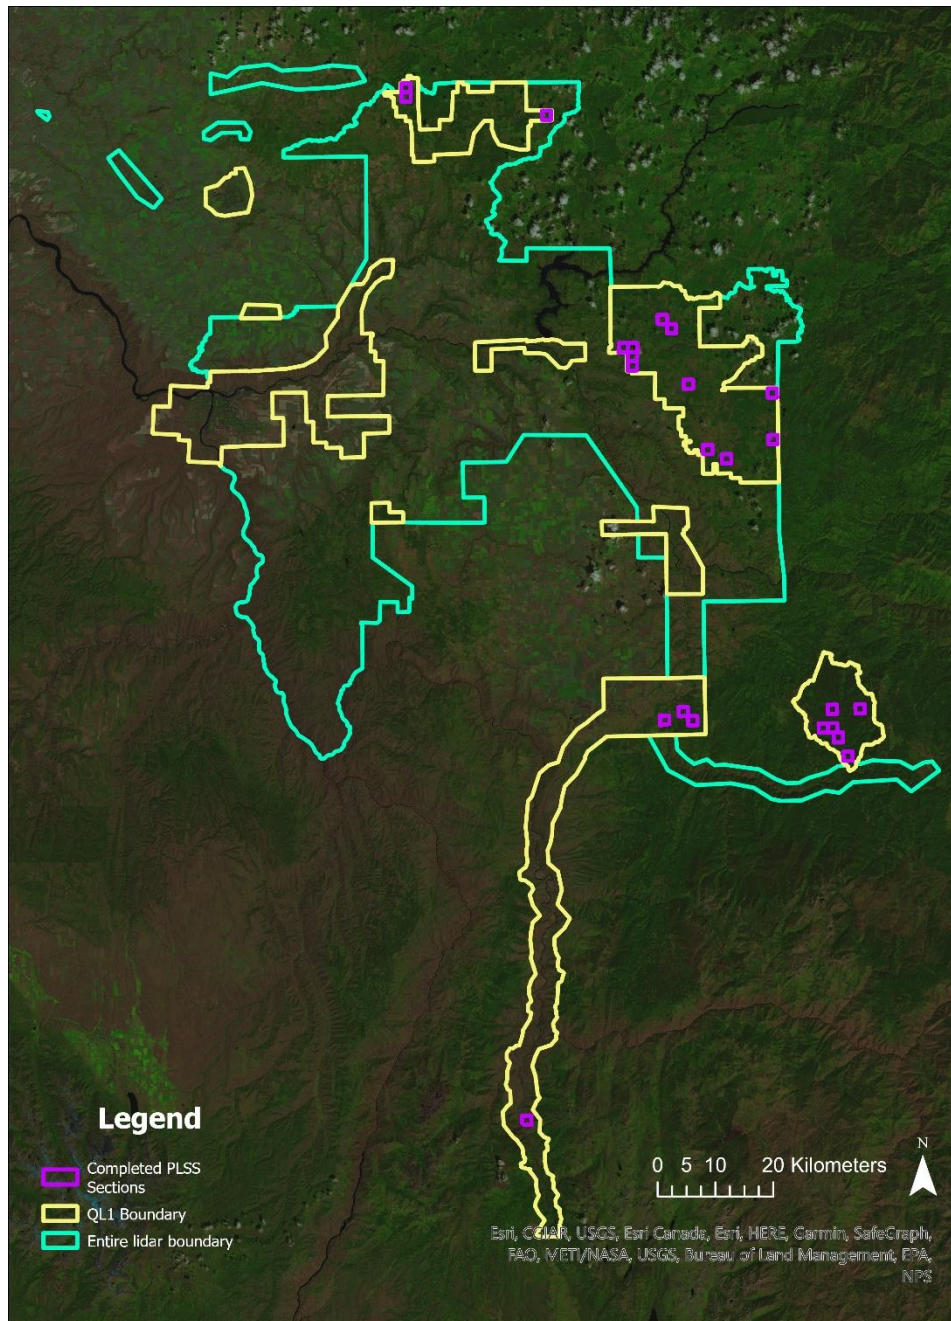 Legend
Completed PLSS
Sections
QL1 Boundary
Entire lidar boundary
N
0 5 10 20 Kilometers
Esri, CGIAR, USGS, Esri Canada, Esri, HERE, Garmin, SafeGraph,
FAO, METI/NASA, USGS, Bureau of Land Management, EPA,
NPS